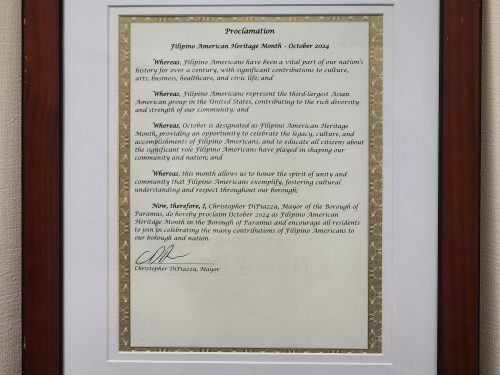 Proclamation
Filipino American Heritage Month - October 2024
Whereas, Filipino Americans have been a vital part of our nation's
history for over a century, with significant contributions to culture,
arts, business, healthcare, and civic life; and
Whereas, Filipino Americans represent the third-largest Asian
American group in the United States, contributing to the rich diversity
and strength of our community; and
Whereas, October is designated as Filipino American Heritage
Month, providing an opportunity to celebrate the legacy, culture, and
accomplishments of Filipino Americans, and to educate all citizens about
the significant role Filipino Americans have played in shaping our
community and nation; and
Whereas, this month allows us to honor the spirit of unity and
community that Filipino Americans exemplify, fostering cultural
understanding and respect throughout our borough;
Now, therefore, I, Christopher DiPiazza, Mayor of the Borough of
Paramus, do hereby proclaim October 2024 as Filipino American
Heritage Month in the Borough of Paramus and encourage all residents
to join in celebrating the many contributions of Filipino Americans to
our borough and nation.
Christopher DiPiazza, Mayor